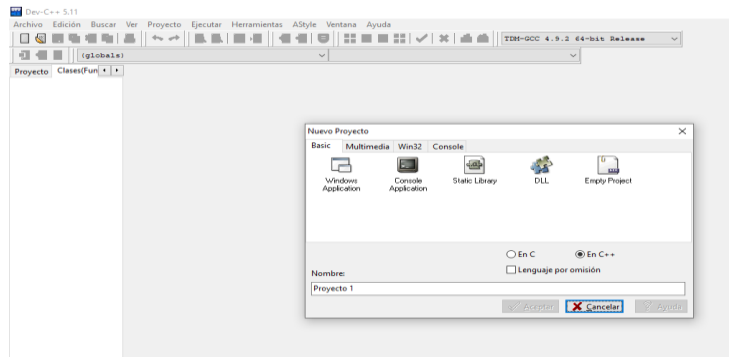 Dev-C++ 5.11
Archivo Edición Buscar Ver Proyecto Ejecutar Herramientas AStyle Ventana Ayuda
TDM-GCC 4.9.2 64-bit Release
(globals)
Proyecto Clases(Fun
Nuevo Proyecto
Basic Multimedia Win32 Console
Windows Application
Console Application
Static Library
DLL
Empty Project
En C En C++
Lenguaje por omisión
Nombre:
Proyecto 1
Aceptar Cancelar Ayuda